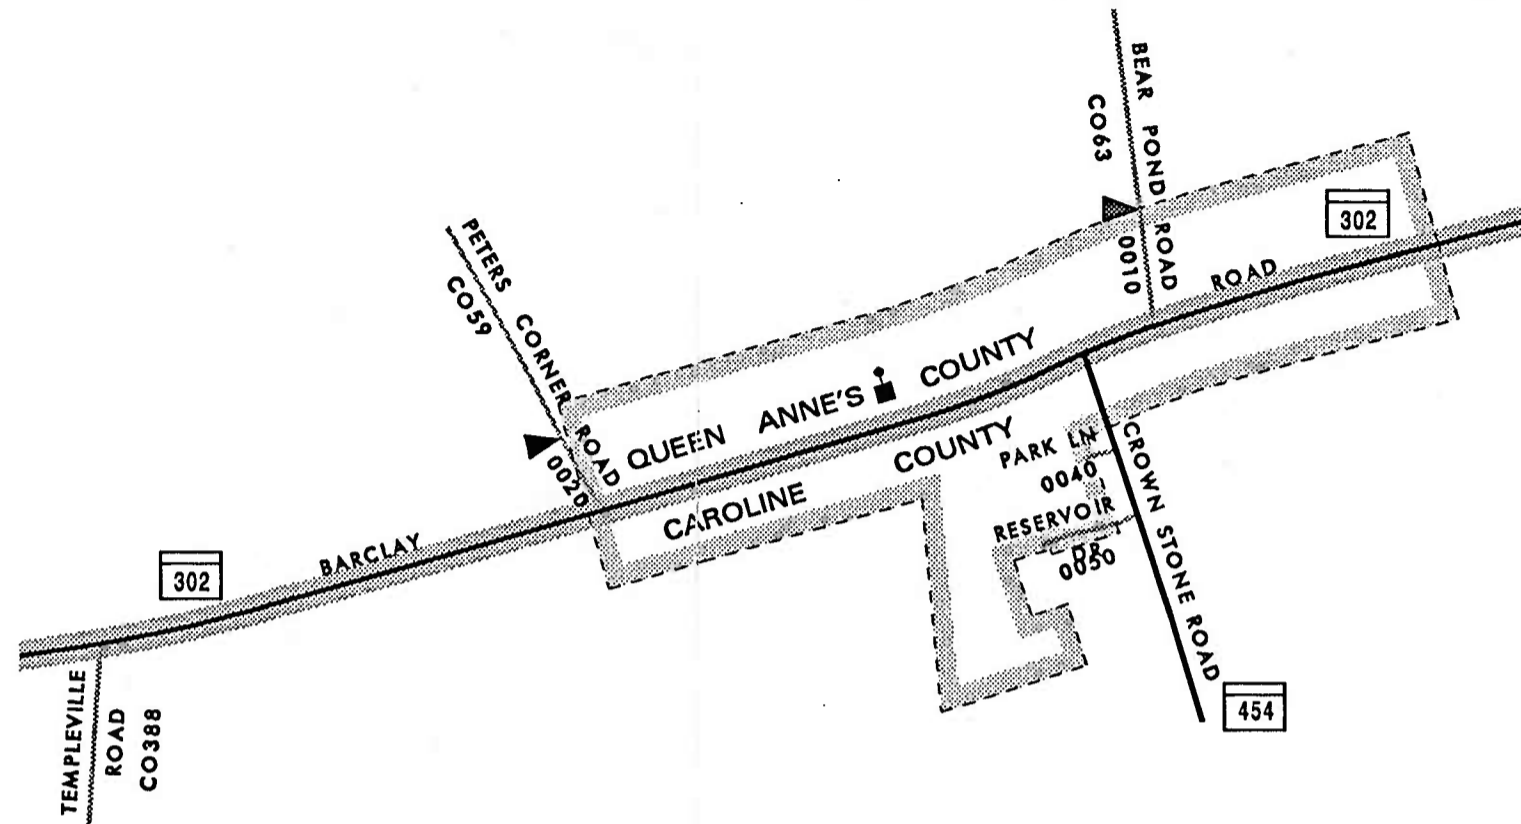 BEAR POND ROAD
CO63
0010
302
ROAD
PETERS CORNER ROAD
CO59
0020
QUEEN ANNE'S COUNTY
CAROLINE COUNTY
PARK LN
0040
RESERVOIR
DR
0050
CROWN STONE ROAD
454
BARCLAY
302
TEMPLEVILLE
ROAD
CO388